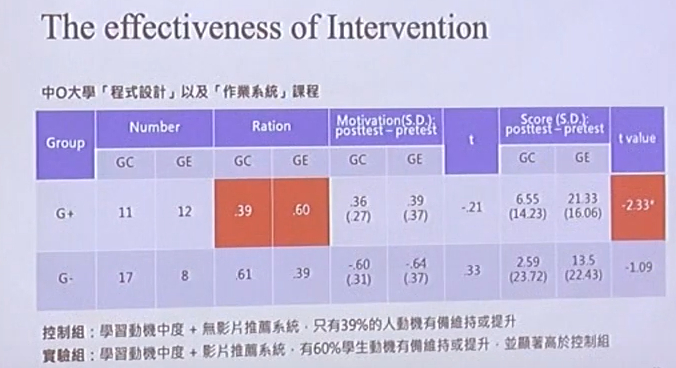 The effectiveness of Intervention
中O大學「程式設計」以及「作業系統」課程
Group Number Ration Motivation(S.D.): posttest – pretest t Score (S.D.): posttest – pretest t value
GC GE GC GE GC GE GC GE
G+ 11 12 .39 .60 .36 (.27) .39 (.37) -.21 6.55 (14.23) 21.33 (16.06) -2.33*
G- 17 8 .61 .39 -.60 (.31) -.64 (.37) .33 2.59 (23.72) 13.5 (22.43) -1.09
控制組：學習動機中度 + 無影片推薦系統，只有39%的人動機有備維持或提升
實驗組：學習動機中度 + 影片推薦系統，有60%學生動機有備維持或提升，並顯著高於控制組